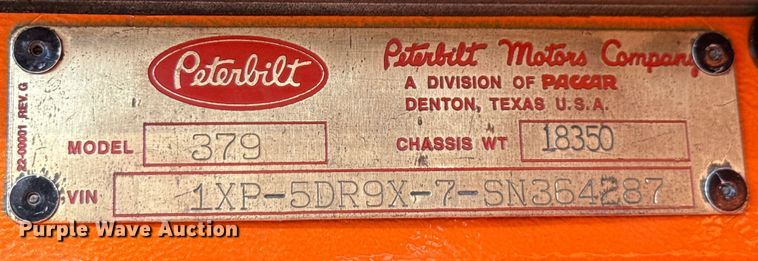 Peterbilt
Peterbilt Motors Company
A DIVISION OF PACCAR
DENTON, TEXAS U.S.A.
22-00001 REV. G
MODEL 379
CHASSIS WT 18350
VIN 1XP-5DR9X-7-SN364287
Purple Wave Auction